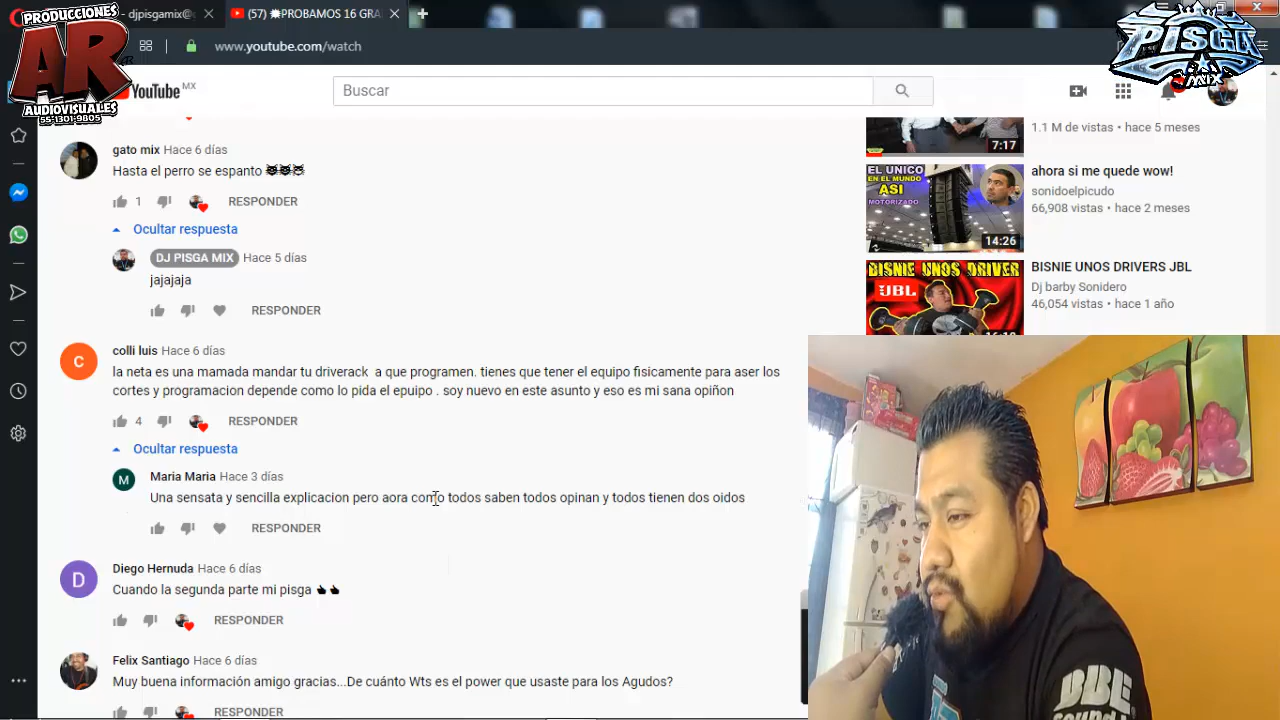 PRODUCCIONES
AR
AUDIOVISUALES
55-1301-9805
djpisgamix@
(57) PROBAMOS 16 GRA
www.youtube.com/watch
PISGA
MIX
YouTube MX
Buscar
gato mix Hace 6 días
Hasta el perro se espanto
1 RESPONDER
Ocultar respuesta
DJ PISGA MIX Hace 5 días
jajajaja
RESPONDER
colli luis Hace 6 días
la neta es una mamada mandar tu driverack a que programen. tienes que tener el equipo fisicamente para aser los
cortes y programacion depende como lo pida el epuipo . soy nuevo en este asunto y eso es mi sana opiñon
4 RESPONDER
Ocultar respuesta
M
Maria Maria Hace 3 días
Una sensata y sencilla explicacion pero aora como todos saben todos opinan y todos tienen dos oidos
RESPONDER
D
Diego Hernuda Hace 6 días
Cuando la segunda parte mi pisga
RESPONDER
Felix Santiago Hace 6 días
Muy buena información amigo gracias...De cuánto Wts es el power que usaste para los Agudos?
RESPONDER
C
7:17
1.1 M de vistas • hace 5 meses
EL UNICO
EN EL MUNDO
ASI
MOTORIZADO
14:26
ahora si me quede wow!
sonidoelpicudo
66,908 vistas • hace 2 meses
BISNIE UNOS DRIVER
JBL
BISNIE UNOS DRIVERS JBL
Dj barby Sonidero
46,054 vistas • hace 1 año
BBE
sound